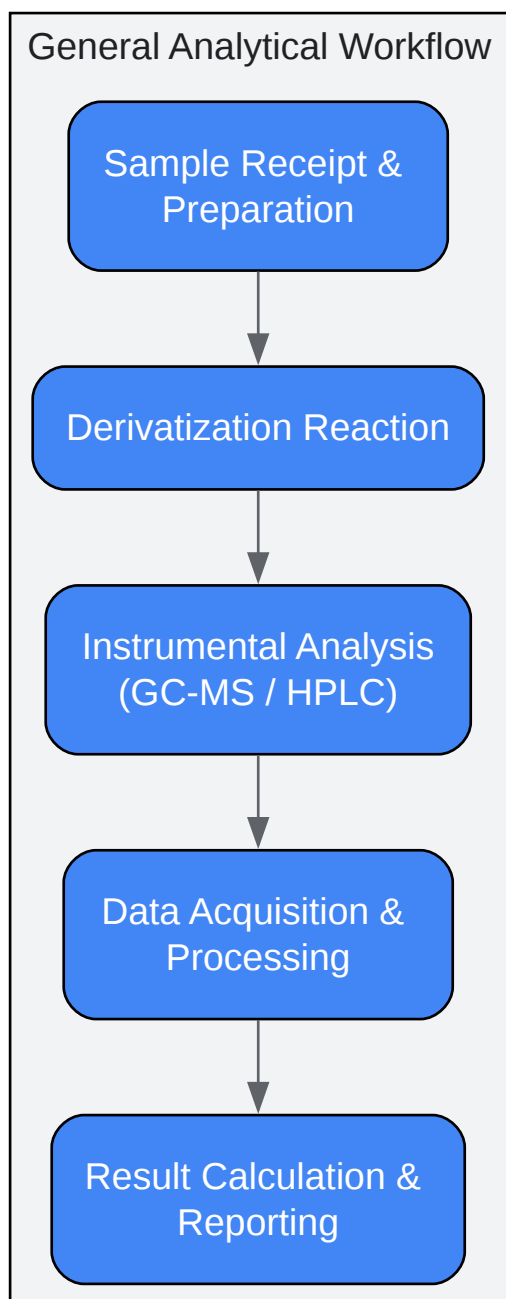 General Analytical Workflow
Sample Receipt &
Preparation
Derivatization Reaction
Instrumental Analysis
(GC-MS / HPLC)
Data Acquisition &
Processing
Result Calculation &
Reporting